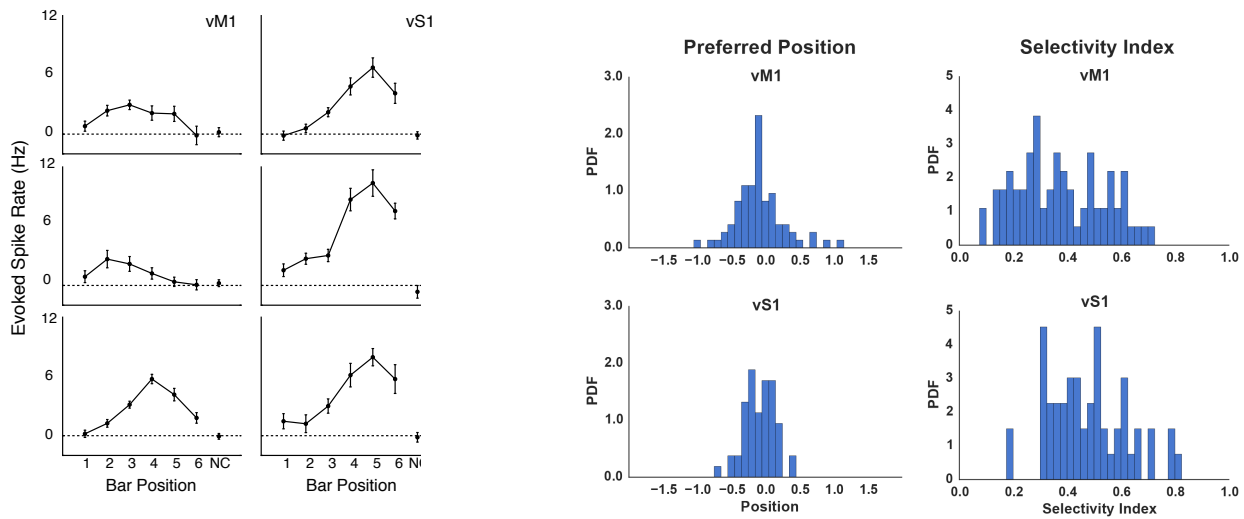 12
vM1
vS1
6
0
12
6
0
12
6
0
Evoked Spike Rate (Hz)
1 2 3 4 5 6 NC
1 2 3 4 5 6 N
Bar Position
Bar Position
Preferred Position
vM1
3.0
2.0
1.0
0.0
PDF
−1.5 −1.0 −0.5 0.0 0.5 1.0 1.5
vS1
3.0
2.0
1.0
0.0
PDF
−1.5 −1.0 −0.5 0.0 0.5 1.0 1.5
Position
Selectivity Index
vM1
5
4
3
2
1
0
PDF
0.0 0.2 0.4 0.6 0.8 1.0
vS1
5
4
3
2
1
0
PDF
0.0 0.2 0.4 0.6 0.8 1.0
Selectivity Index